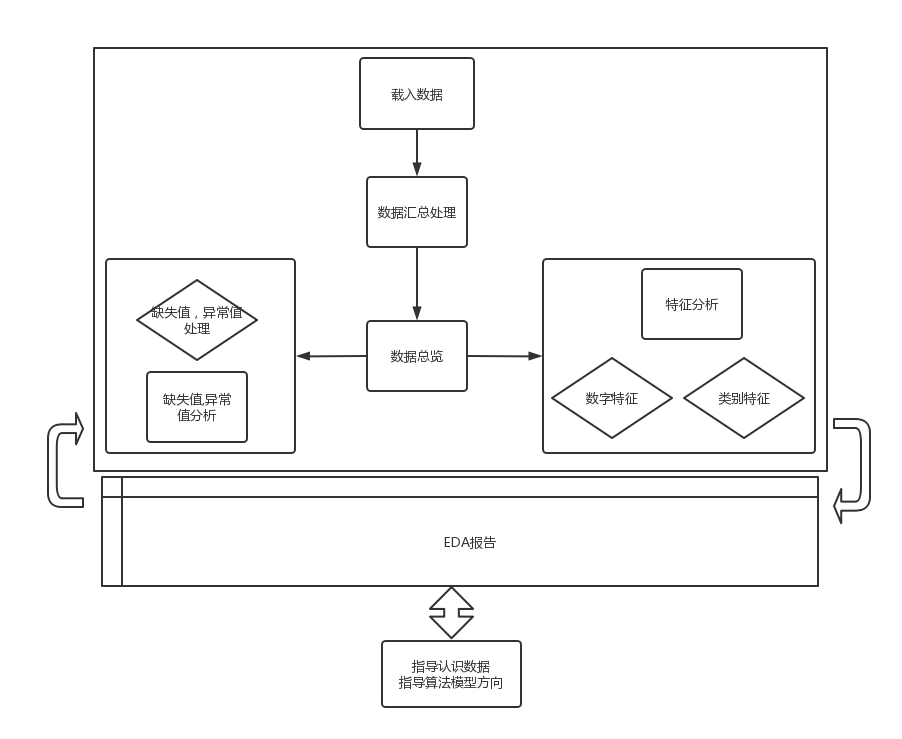 载入数据
数据汇总处理
缺失值，异常值
处理
数据总览
缺失值,异常
值分析
特征分析
数字特征
类别特征
EDA报告
指导认识数据
指导算法模型方向